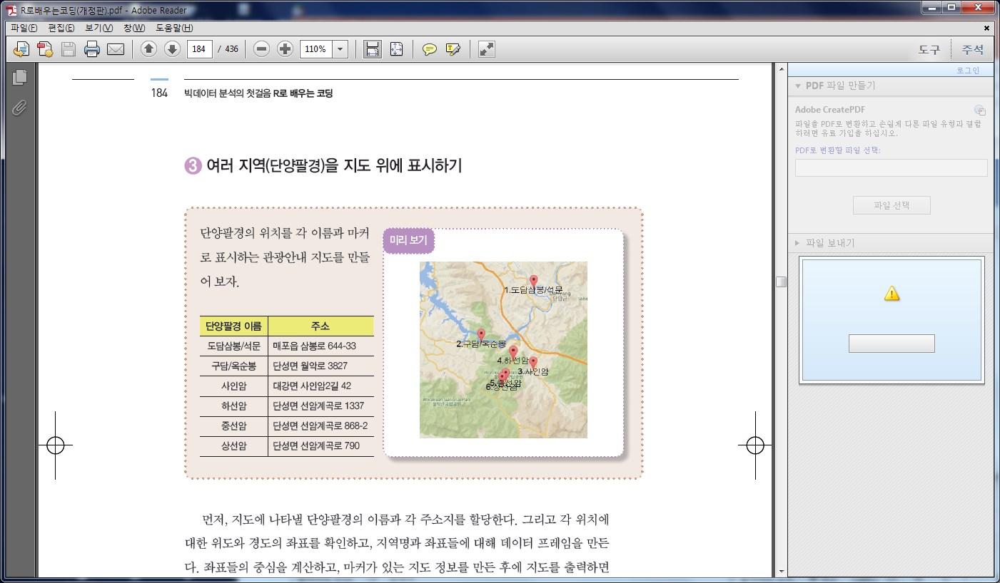 R로배우는코딩(개정판).pdf - Adobe Reader
파일(F) 편집(E) 보기(V) 창(W) 도움말(H)
184 / 436 110% 도구 주석
로그인
PDF 파일 만들기
Adobe CreatePDF
파일을 PDF로 변환하고 손쉽게 다른 파일 유형과 결합
하려면 유료 가입을 하십시오.
PDF로 변환할 파일 선택:
파일 선택
파일 보내기
184 빅데이터 분석의 첫걸음 R로 배우는 코딩
3 여러 지역(단양팔경)을 지도 위에 표시하기
단양팔경의 위치를 각 이름과 마커
로 표시하는 관광안내 지도를 만들
어 보자.
단양팔경 이름 주소
도담삼봉/석문 매포읍 삼봉로 644-33
구담/옥순봉 단성면 월악로 3827
사인암 대강면 사인암2길 42
하선암 단성면 선암계곡로 1337
중선암 단성면 선암계곡로 868-2
상선암 단성면 선암계곡로 790
미리 보기
1.도담삼봉/석문
단양군
2.구담/옥순봉
4.하선암
3.사인암
5.중선암
6.상선암
Woraksan National Park
월악산국립공원
먼저, 지도에 나타낼 단양팔경의 이름과 각 주소지를 할당한다. 그리고 각 위치에
대한 위도와 경도의 좌표를 확인하고, 지역명과 좌표들에 대해 데이터 프레임을 만든
다. 좌표들의 중심을 계산하고, 마커가 있는 지도 정보를 만든 후에 지도를 출력하면